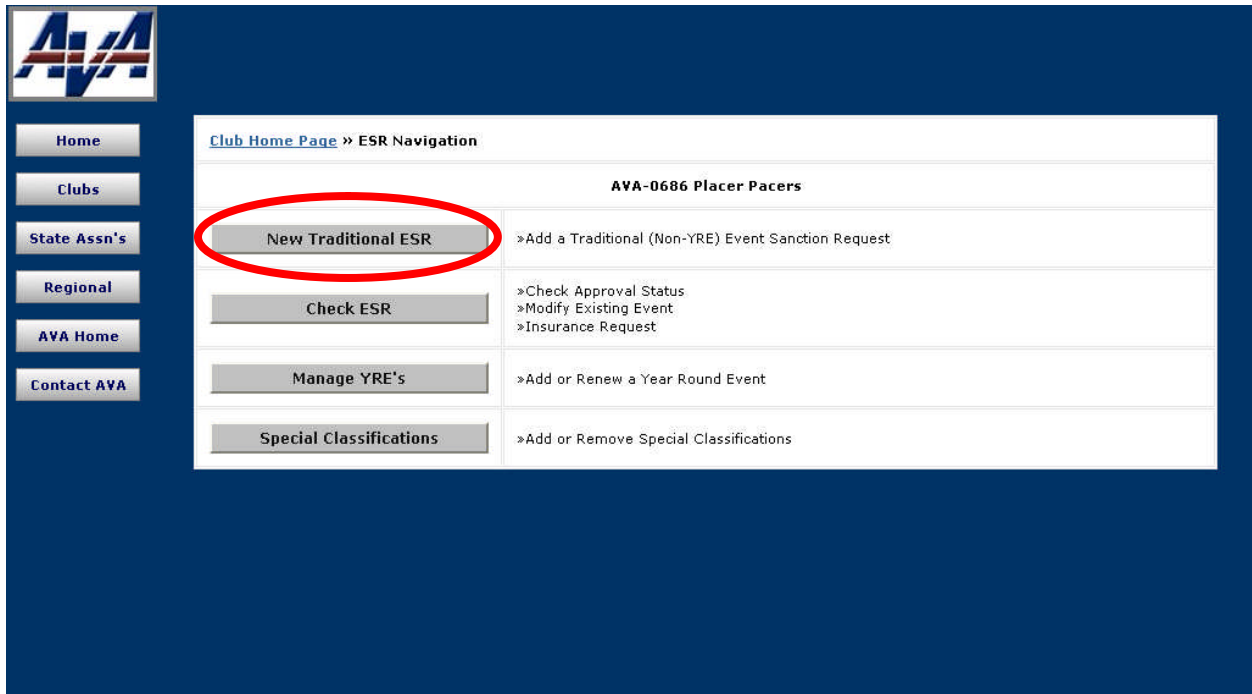 AVA
Home
Clubs
State Assn's
Regional
AVA Home
Contact AVA
Club Home Page » ESR Navigation
AVA-0686 Placer Pacers
New Traditional ESR
»Add a Traditional (Non-YRE) Event Sanction Request
Check ESR
»Check Approval Status
»Modify Existing Event
»Insurance Request
Manage YRE's
»Add or Renew a Year Round Event
Special Classifications
»Add or Remove Special Classifications